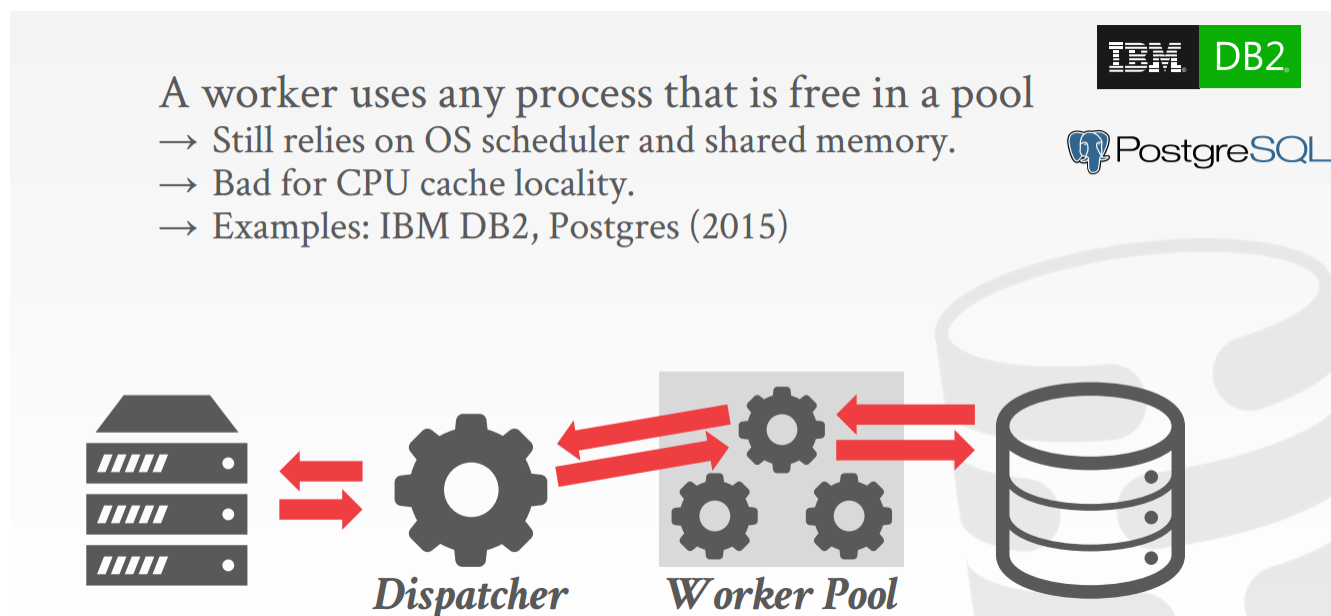 IBM DB2
A worker uses any process that is free in a pool
→ Still relies on OS scheduler and shared memory.
PostgreSQL
→ Bad for CPU cache locality.
→ Examples: IBM DB2, Postgres (2015)
Dispatcher
Worker Pool